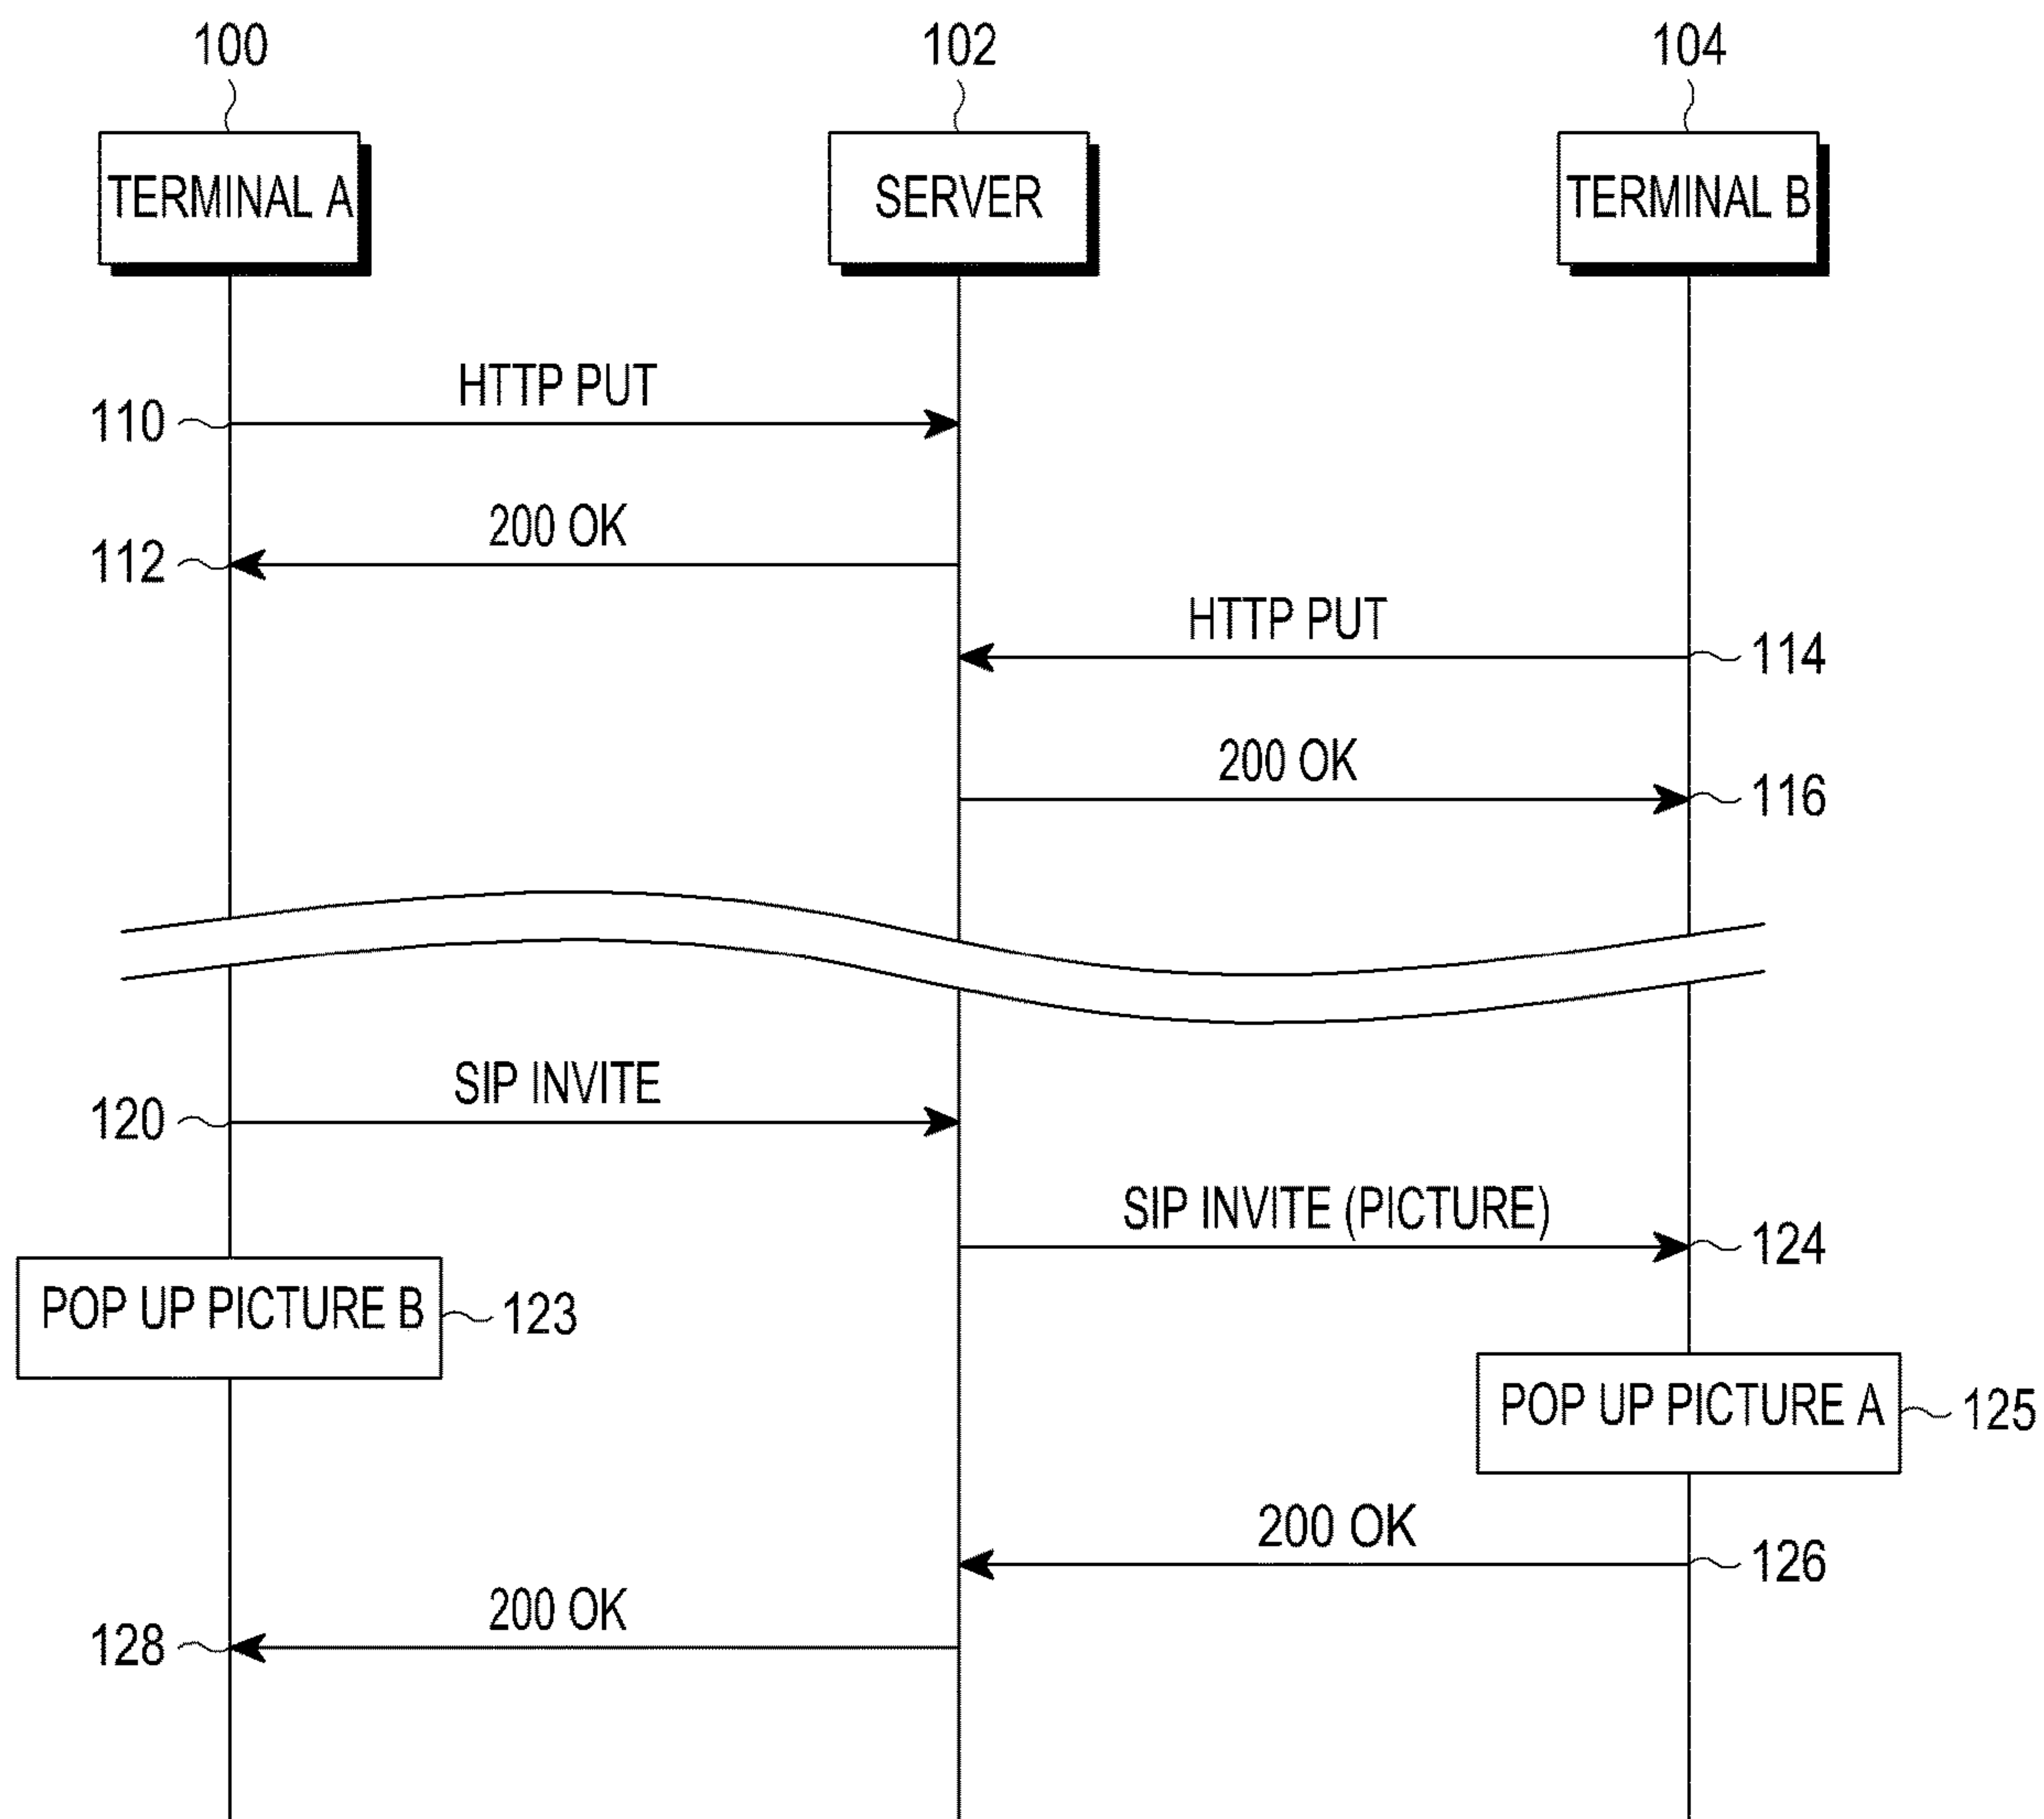 100
102
104
TERMINAL A
SERVER
TERMINAL B
HTTP PUT
110
200 OK
112
HTTP PUT
114
200 OK
116
SIP INVITE
120
SIP INVITE (PICTURE)
124
POP UP PICTURE B
123
POP UP PICTURE A
125
200 OK
126
200 OK
128